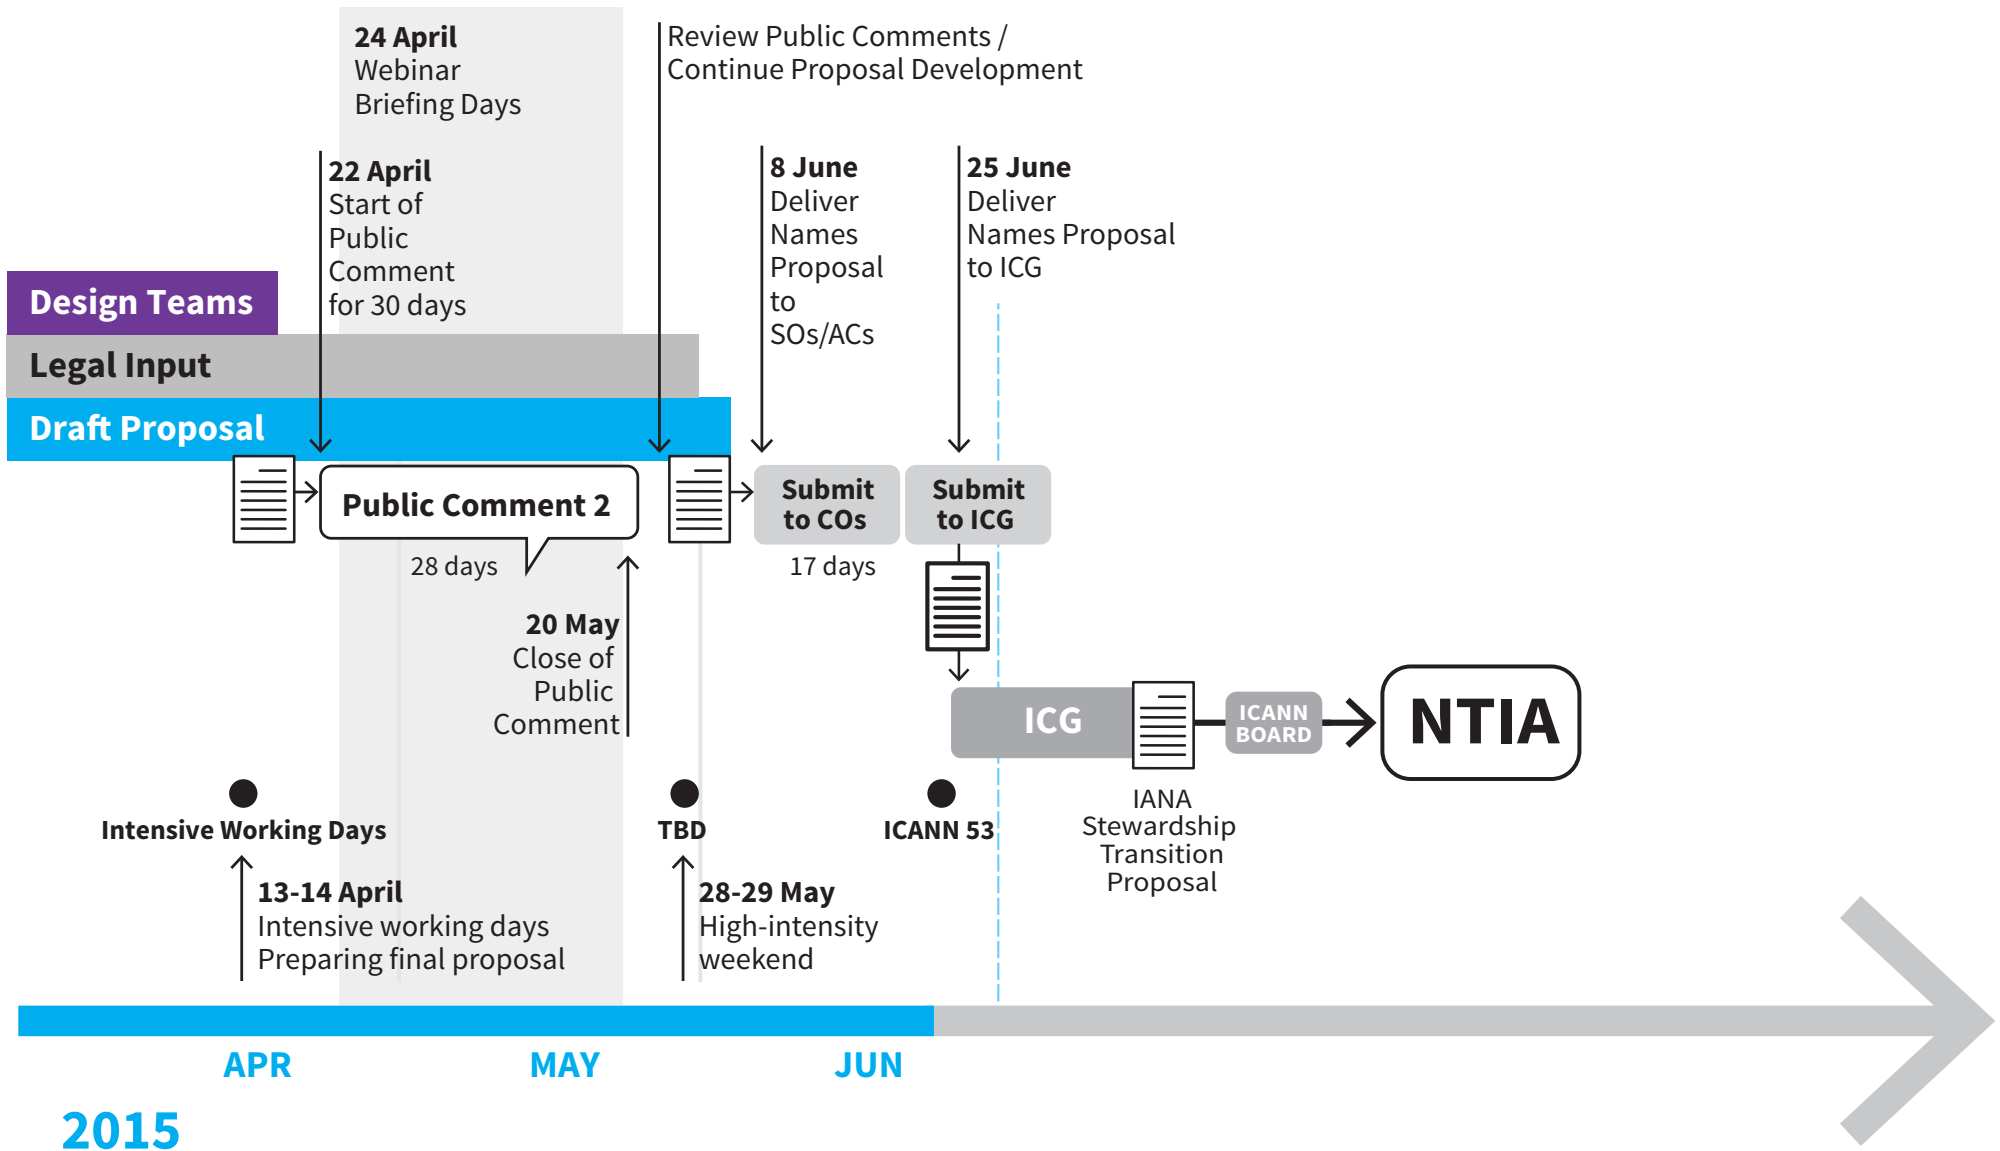 24 April
Webinar
Briefing Days
Review Public Comments /
Continue Proposal Development
22 April
Start of
Public
Comment
for 30 days
8 June
Deliver
Names
Proposal
to
SOs/ACs
25 June
Deliver
Names Proposal
to ICG
Design Teams
Legal Input
Draft Proposal
Public Comment 2
28 days
Submit
to COs
17 days
Submit
to ICG
20 May
Close of
Public
Comment
ICG
ICANN
BOARD
NTIA
IANA
Stewardship
Transition
Proposal
Intensive Working Days
TBD
ICANN 53
13-14 April
Intensive working days
Preparing final proposal
28-29 May
High-intensity
weekend
APR
MAY
JUN
2015